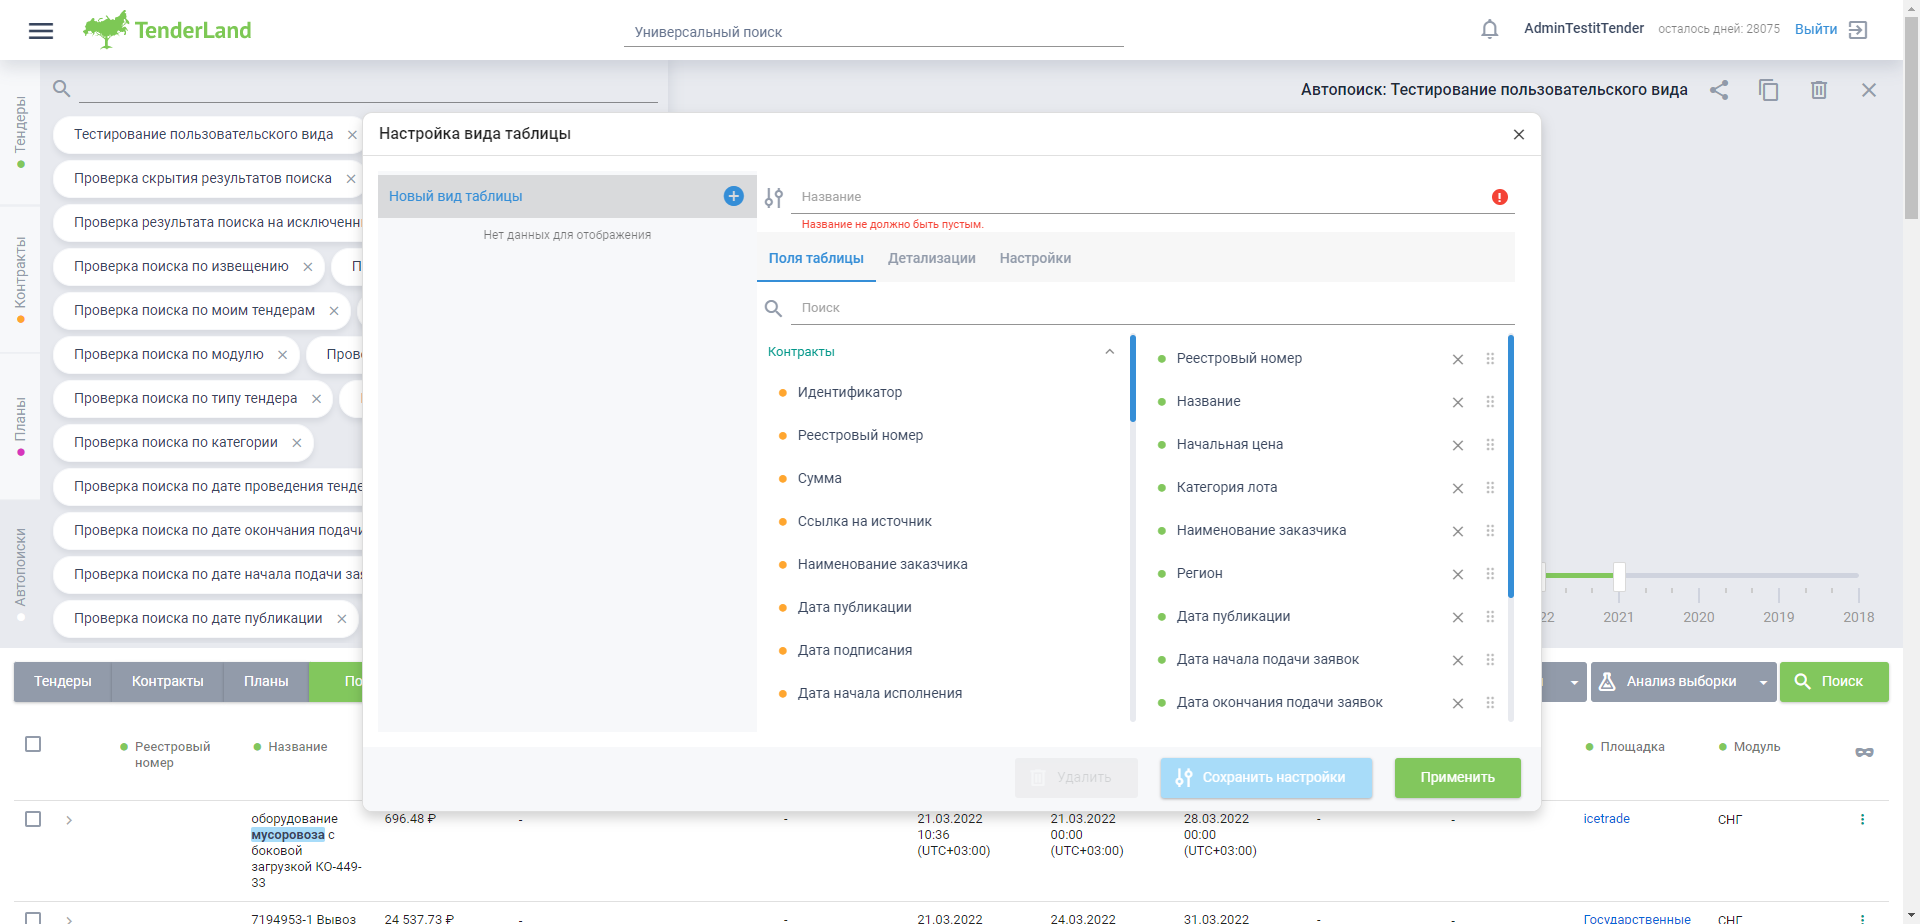 TenderLand
Универсальный поиск
AdminTestitTender
осталось дней: 28075
Выйти
Тендеры
Контракты
Планы
Автопоиски
Автопоиск: Тестирование пользовательского вида
Тестирование пользовательского вида
Проверка скрытия результатов поиска
Проверка результата поиска на исключенн
Проверка поиска по извещению
П
Проверка поиска по моим тендерам
Проверка поиска по модулю
Прове
Проверка поиска по типу тендера
Проверка поиска по категории
Проверка поиска по дате проведения тенде
Проверка поиска по дате окончания подачи
Проверка поиска по дате начала подачи зая
Проверка поиска по дате публикации
Настройка вида таблицы
Новый вид таблицы
Нет данных для отображения
Название
Название не должно быть пустым.
Поля таблицы
Детализации
Настройки
Поиск
Контракты
Идентификатор
Реестровый номер
Сумма
Ссылка на источник
Наименование заказчика
Дата публикации
Дата подписания
Дата начала исполнения
Реестровый номер
Название
Начальная цена
Категория лота
Наименование заказчика
Регион
Дата публикации
Дата начала подачи заявок
Дата окончания подачи заявок
Удалить
Сохранить настройки
Применить
22
2021
2020
2019
2018
Тендеры
Контракты
Планы
По
Анализ выборки
Поиск
Реестровый
номер
Название
Площадка
Модуль
оборудование
мусоровоза с
боковой
загрузкой КО-449-
33
696.48 ₽
-
-
21.03.2022
10:36
(UTC+03:00)
21.03.2022
00:00
(UTC+03:00)
28.03.2022
00:00
(UTC+03:00)
-
-
icetrade
СНГ
7194953-1 Вывоз
24 537.73 ₽
-
-
21.03.2022
24.03.2022
31.03.2022
-
-
Государственные
СНГ